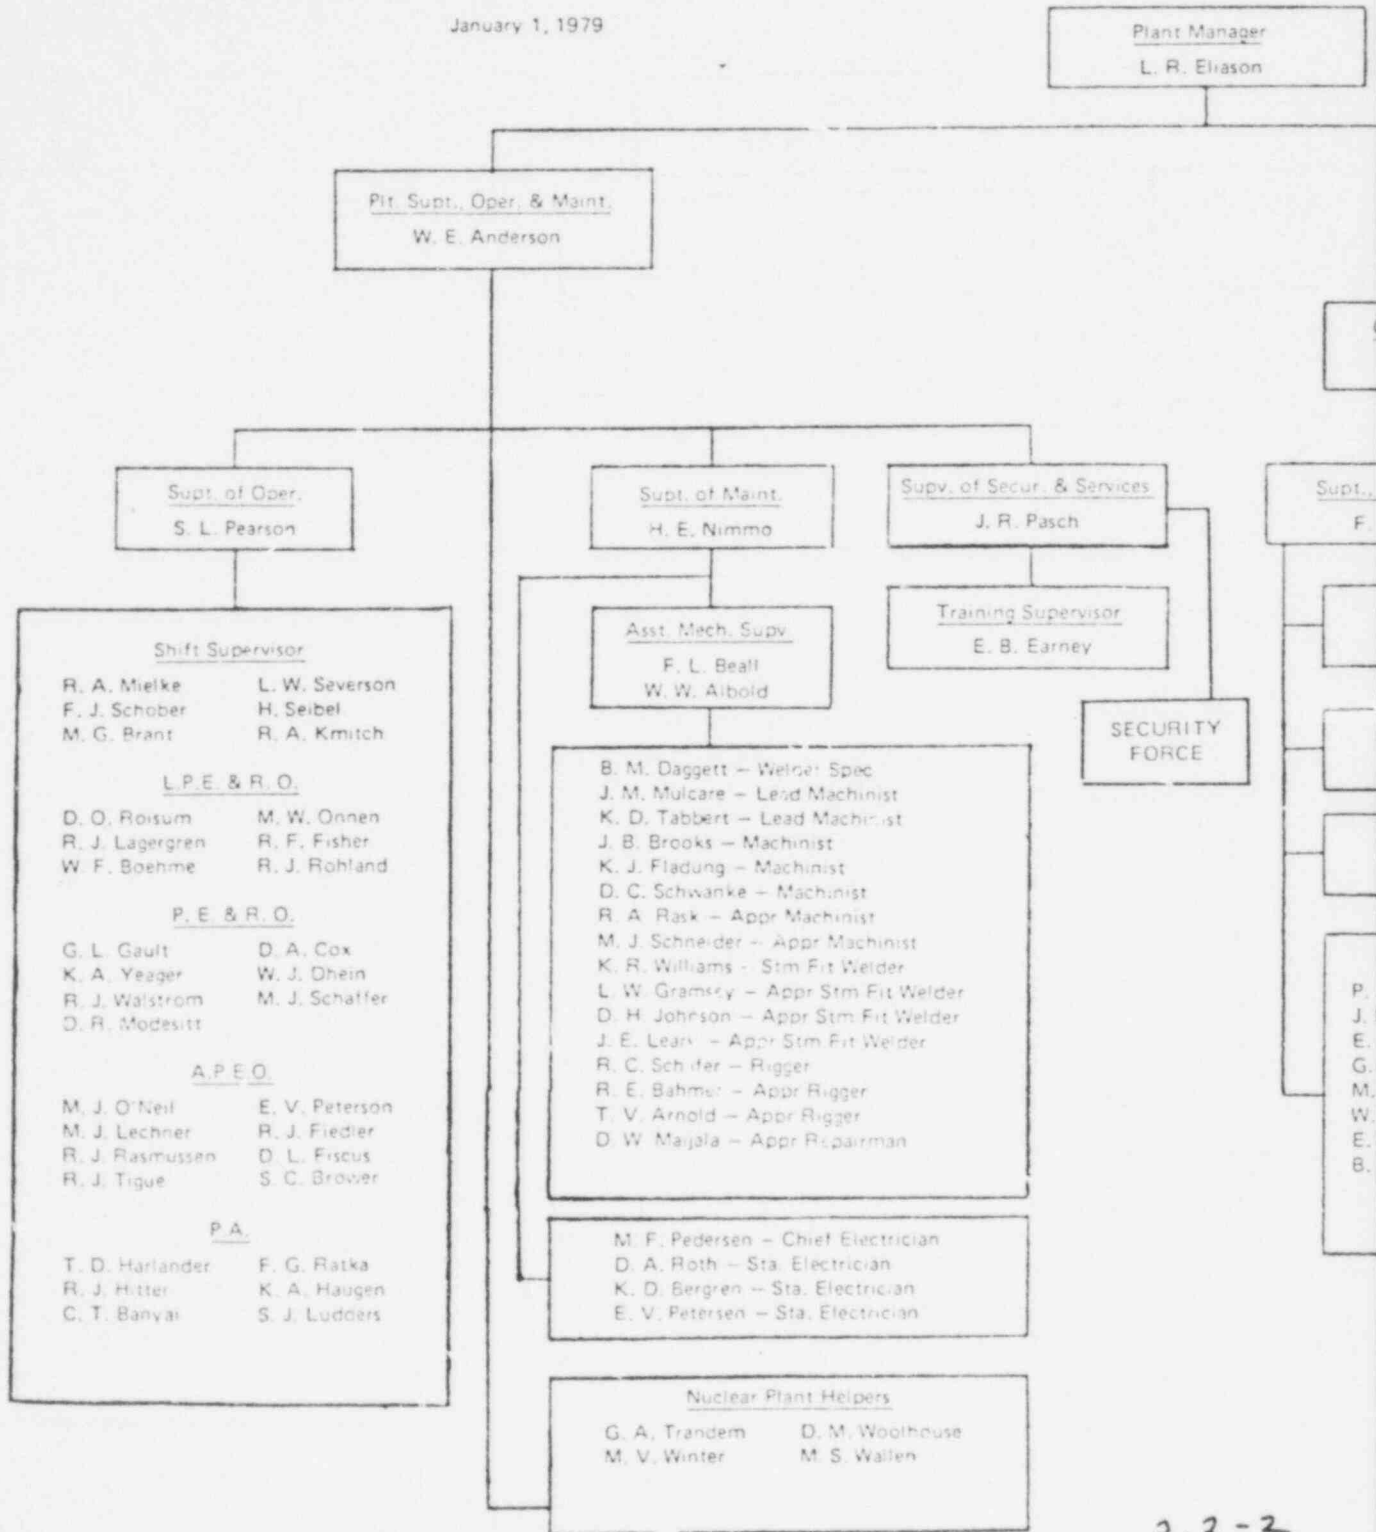 January 1, 1979
Plant Manager
L. R. Eliason
Plt. Supt., Oper. & Maint.
W. E. Anderson
Supt. of Oper.
S. L. Pearson
Supt. of Maint.
H. E. Nimmo
Supv. of Secur. & Services
J. R. Pasch
Supt.,
F.
Training Supervisor
E. B. Earney
Asst. Mech. Supv.
F. L. Beall
W. W. Albold
SECURITY
FORCE
Shift Supervisor
R. A. Mielke L. W. Severson
F. J. Schober H. Seibel
M. G. Brant R. A. Kmitch
L.P.E. & R.O.
D. O. Roisum M. W. Onnen
R. J. Lagergren R. F. Fisher
W. F. Boehme R. J. Rohland
P. E. & R. O.
G. L. Gault D. A. Cox
K. A. Yeager W. J. Dhein
R. J. Walstrom M. J. Schaffer
D. R. Modesitt
A.P.E.O.
M. J. O'Neil E. V. Peterson
M. J. Lechner R. J. Fiedler
R. J. Rasmussen D. L. Fiscus
R. J. Tigue S. C. Brower
P.A.
T. D. Harlander F. G. Ratka
R. J. Hitter K. A. Haugen
C. T. Banyai S. J. Ludders
B. M. Daggett – Welder Spec
J. M. Mulcare – Lead Machinist
K. D. Tabbert – Lead Machinist
J. B. Brooks – Machinist
K. J. Fladung – Machinist
D. C. Schwanke – Machinist
R. A. Rask – Appr Machinist
M. J. Schneider – Appr Machinist
K. R. Williams – Stm Fit Welder
L. W. Gramsey – Appr Stm Fit Welder
D. H. Johnson – Appr Stm Fit Welder
J. E. – Appr Stm Fit Welder
R. C. – Rigger
R. E. Bahmer – Appr Rigger
T. V. Arnold – Appr Rigger
D. W. Maijala – Appr Repairman
M. F. Pedersen – Chief Electrician
D. A. Roth – Sta. Electrician
K. D. Bergren – Sta. Electrician
E. V. Petersen – Sta. Electrician
Nuclear Plant Helpers
G. A. Trandem D. M. Woolhouse
M. V. Winter M. S. Wallen
P.
J.
E.
G.
M.
W.
E.
B.